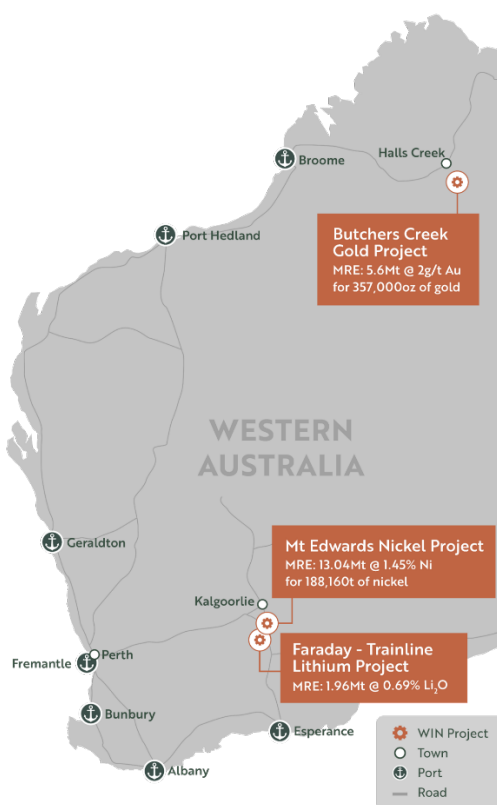 Halls Creek
Broome
Butchers Creek
Gold Project
MRE: 5.6Mt @ 2g/t Au
for 357,000oz of gold
Port Hedland
WESTERN
AUSTRALIA
Geraldton
Mt Edwards Nickel Project
MRE: 13.04Mt @ 1.45% Ni
for 188,160t of nickel
Kalgoorlie
Faraday - Trainline
Lithium Project
MRE: 1.96Mt @ 0.69% Li₂O
Perth
Fremantle
Bunbury
Esperance
Albany
WIN Project
Town
Port
Road